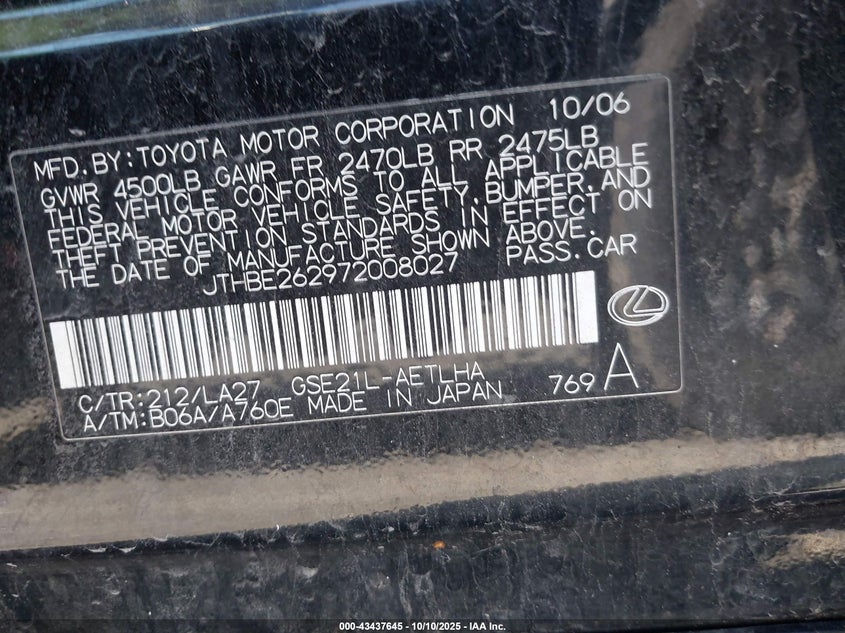 MFD.BY:TOYOTA MOTOR CORPORATION 10/06
GVWR 4500LB GAWR FR 2470LB RR 2475LB
THIS VEHICLE CONFORMS TO ALL APPLICABLE
FEDERAL MOTOR VEHICLE SAFETY,BUMPER,AND
THEFT PREVENTION STANDARDS IN EFFECT ON
THE DATE OF MANUFACTURE SHOWN ABOVE.
JTHBE262972008027 PASS.CAR
C/TR:212/LA27 GSE21L-AETLHA
A/TM:B06A/A760E MADE IN JAPAN 769 A
000-43437645 - 10/10/2025 - IAA Inc.